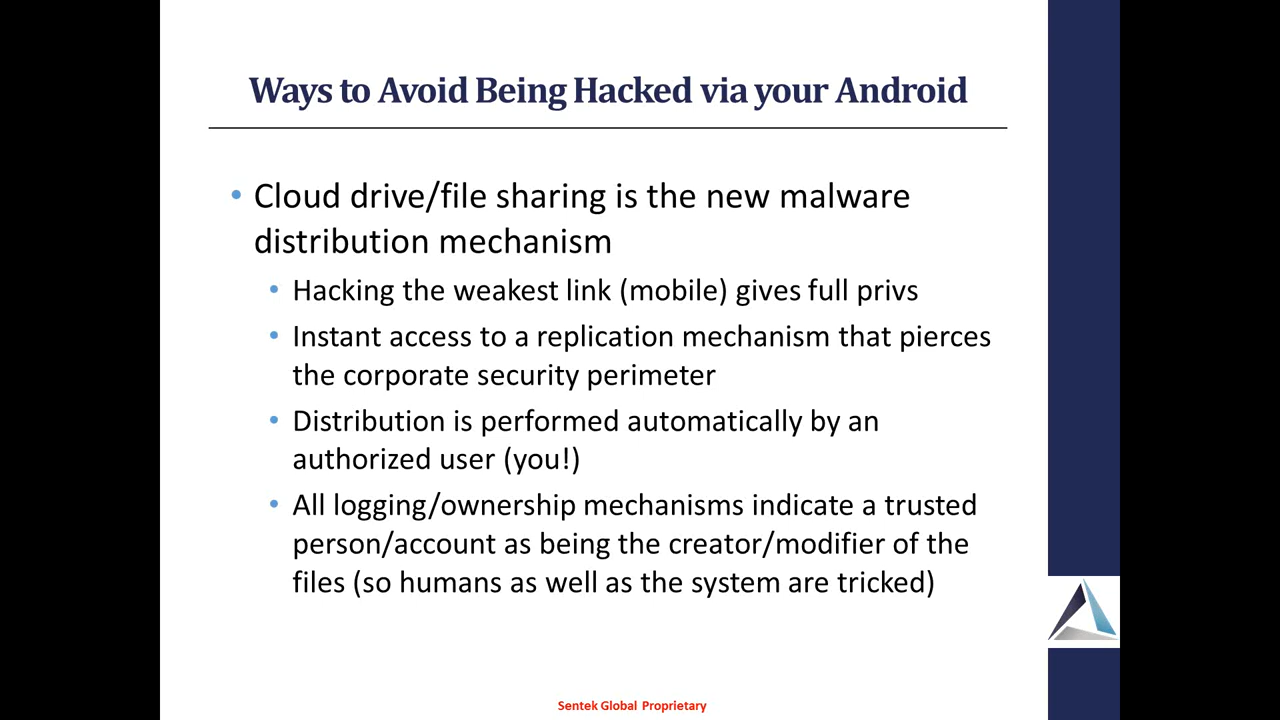 Ways to Avoid Being Hacked via your Android
• Cloud drive/file sharing is the new malware
distribution mechanism
• Hacking the weakest link (mobile) gives full privs
• Instant access to a replication mechanism that pierces
the corporate security perimeter
• Distribution is performed automatically by an
authorized user (you!)
• All logging/ownership mechanisms indicate a trusted
person/account as being the creator/modifier of the
files (so humans as well as the system are tricked)
Sentek Global Proprietary